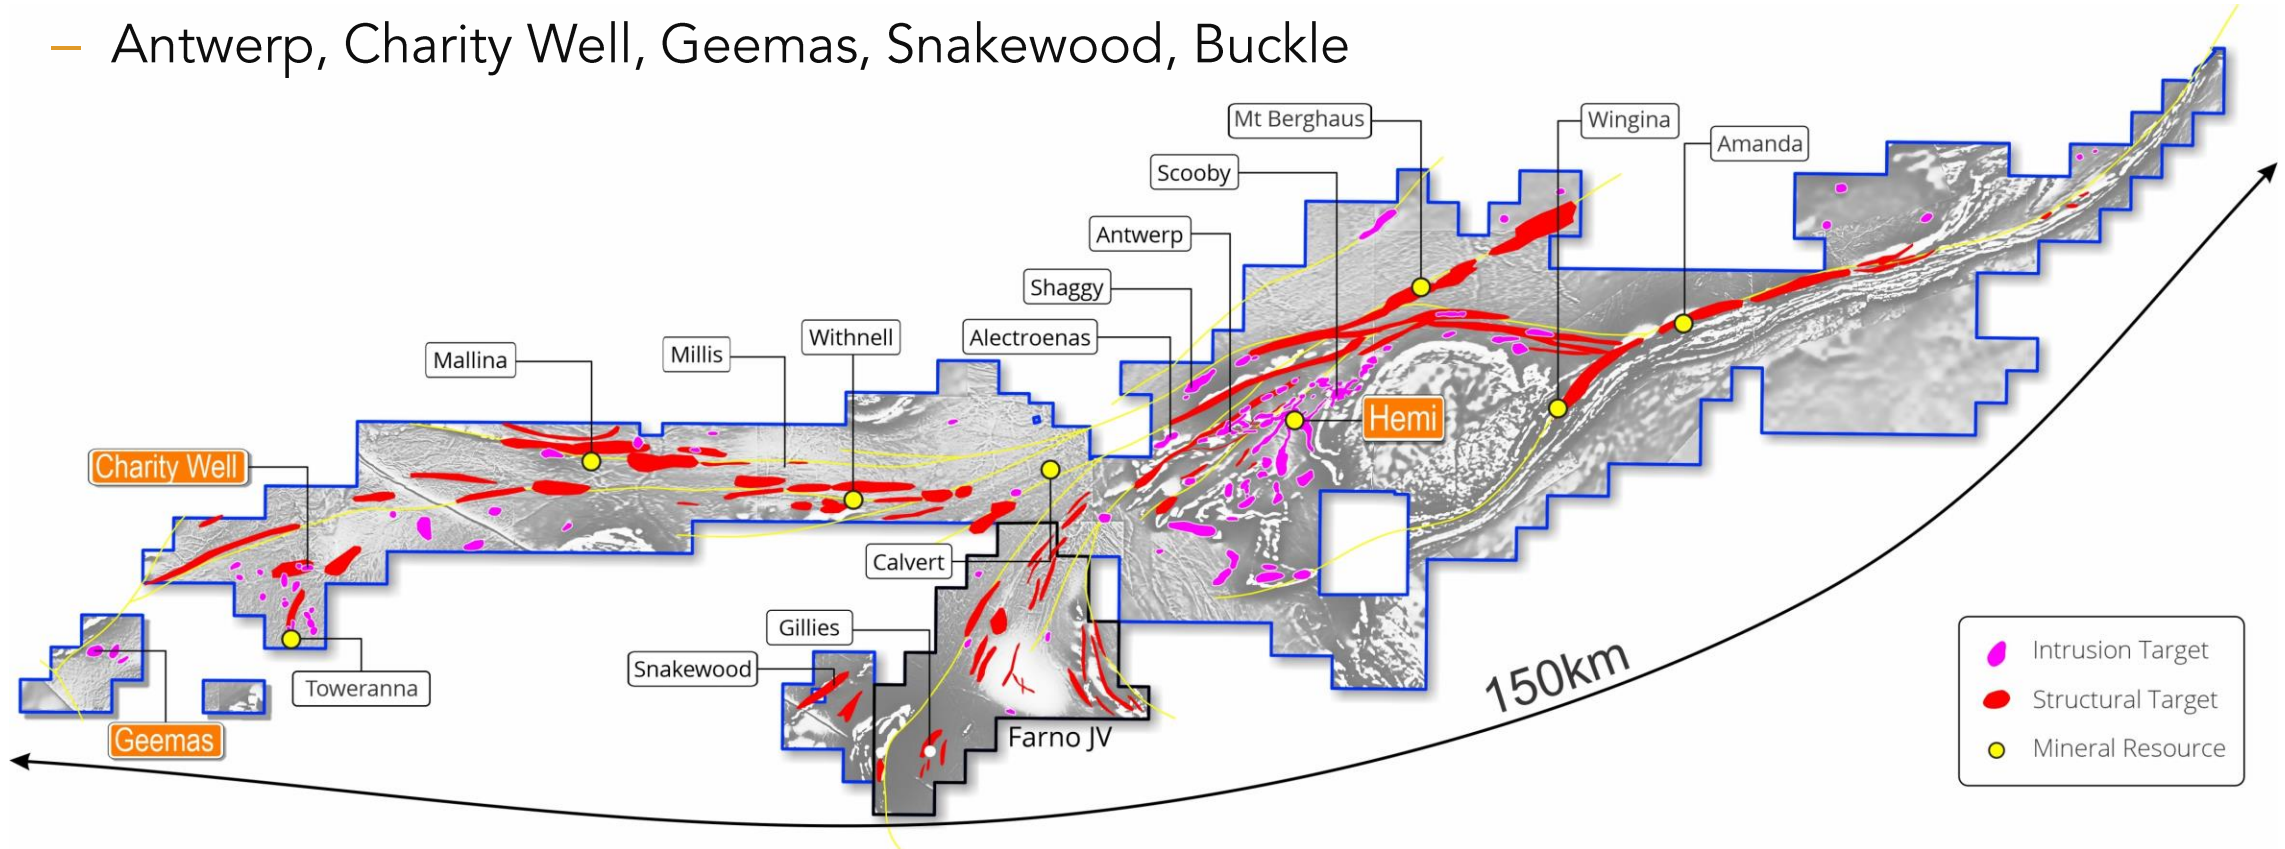 – Antwerp, Charity Well, Geemas, Snakewood, Buckle
Mt Berghaus
Wingina
Amanda
Scooby
Antwerp
Shaggy
Alectroenas
Withnell
Millis
Mallina
Hemi
Charity Well
Calvert
Gillies
Snakewood
Toweranna
Geemas
Farno JV
150km
Intrusion Target
Structural Target
Mineral Resource